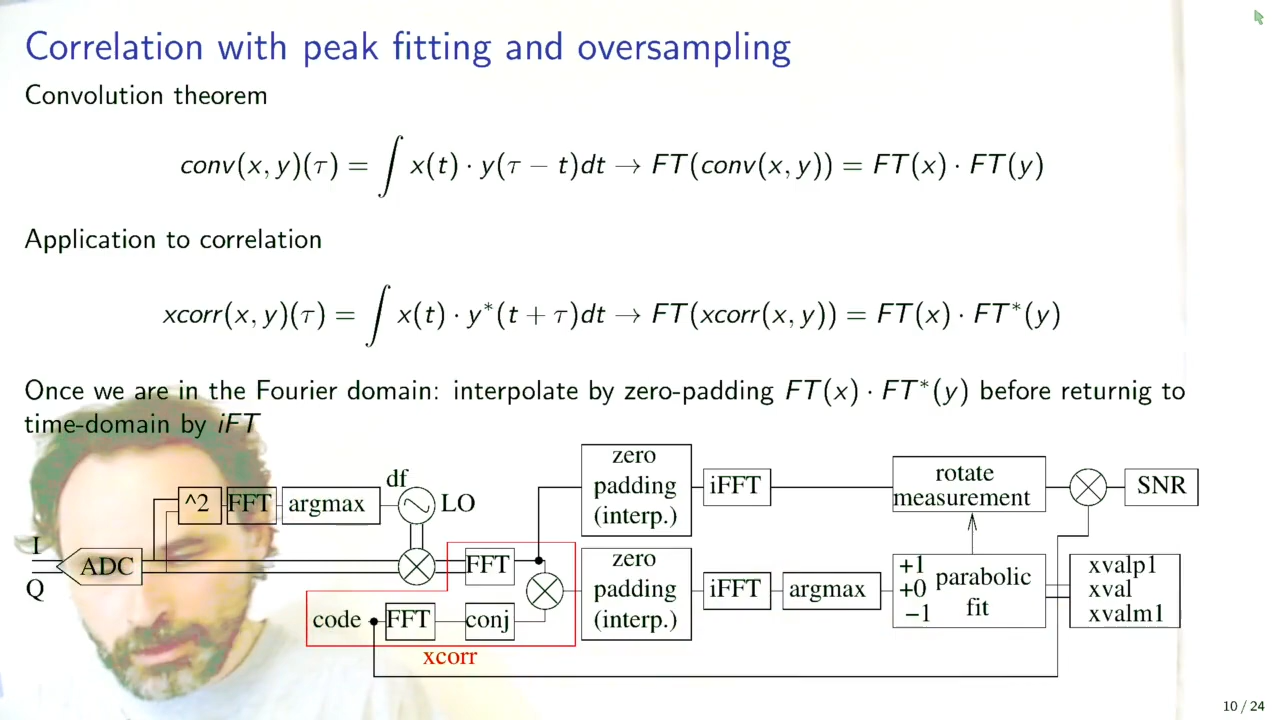 Correlation with peak fitting and oversampling
Convolution theorem
conv(x, y)(τ) = ∫ x(t) · y(τ − t)dt → FT(conv(x, y)) = FT(x) · FT(y)
Application to correlation
xcorr(x, y)(τ) = ∫ x(t) · y*(t + τ)dt → FT(xcorr(x, y)) = FT(x) · FT*(y)
Once we are in the Fourier domain: interpolate by zero-padding FT(x) · FT*(y) before returnig to
time-domain by iFT
I
Q
ADC
^2
FFT
argmax
df
LO
FFT
code
FFT
conj
xcorr
zero
padding
(interp.)
iFFT
zero
padding
(interp.)
iFFT
argmax
rotate
measurement
+1
+0
−1
parabolic
fit
SNR
xvalp1
xval
xvalm1
10 / 24